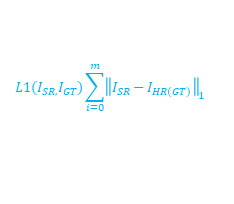 L1(I_{SR,}I_{GT}) \sum_{i=0}^{m} \|I_{SR} - I_{HR(GT)}\|_1